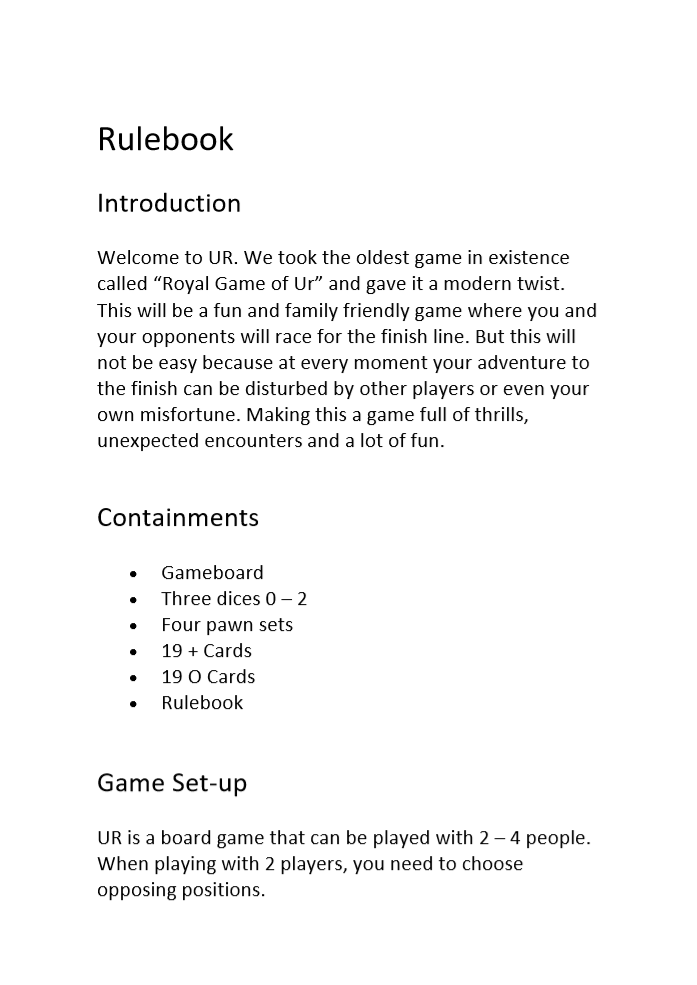 Rulebook
Introduction
Welcome to UR. We took the oldest game in existence
called “Royal Game of Ur” and gave it a modern twist.
This will be a fun and family friendly game where you and
your opponents will race for the finish line. But this will
not be easy because at every moment your adventure to
the finish can be disturbed by other players or even your
own misfortune. Making this a game full of thrills,
unexpected encounters and a lot of fun.
Containments
• Gameboard
• Three dices 0 – 2
• Four pawn sets
• 19 + Cards
• 19 O Cards
• Rulebook
Game Set-up
UR is a board game that can be played with 2 – 4 people.
When playing with 2 players, you need to choose
opposing positions.